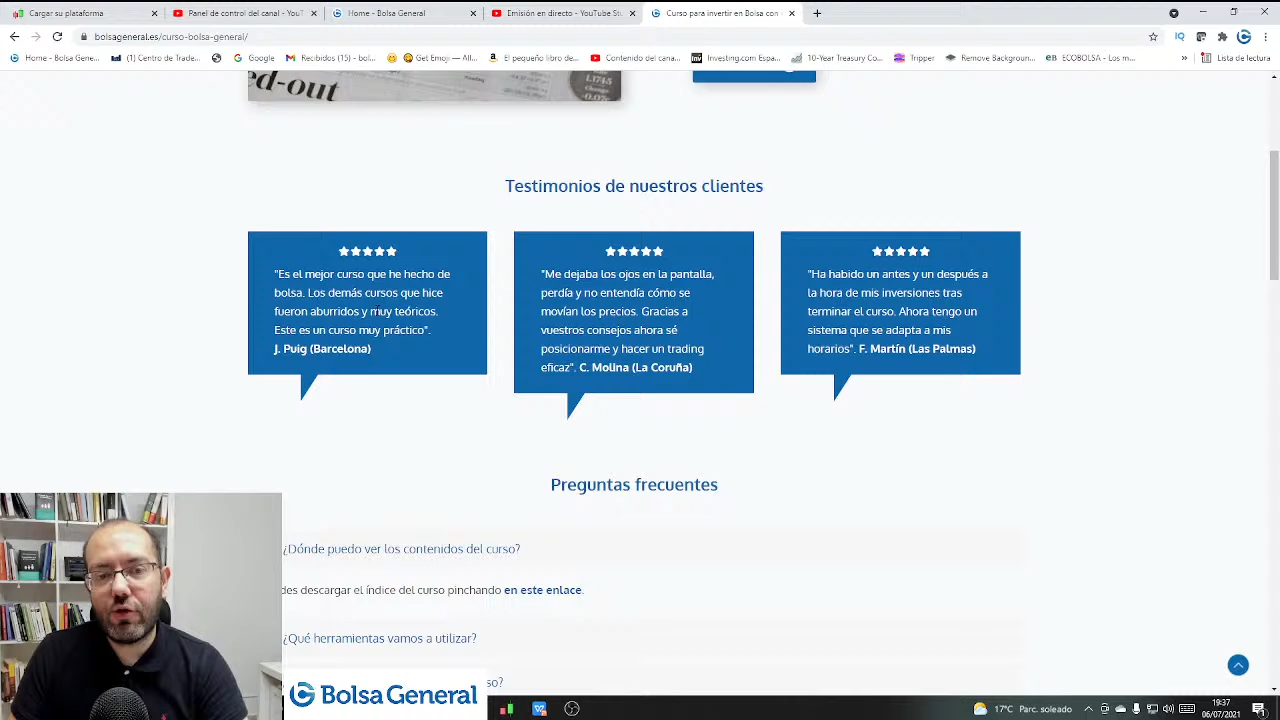 Cargar su plataforma
Panel de control del canal - YouT
Home - Bolsa General
Emisión en directo - YouTube Stu
Curso para invertir en Bolsa con
bolsageneral.es/curso-bolsa-general/
IQ
Home - Bolsa Gene...
(1) Centro de Trade...
Google
Recibidos (15) - bol...
Get Emoji — All...
El pequeño libro de...
Contenido del cana...
Investing.com Espa...
10-Year Treasury Co...
Tripper
Remove Backgroun...
ECOBOLSA - Los m...
Lista de lectura
ed-out
Testimonios de nuestros clientes
"Es el mejor curso que he hecho de
bolsa. Los demás cursos que hice
fueron aburridos y muy teóricos.
Este es un curso muy práctico".
J. Puig (Barcelona)
"Me dejaba los ojos en la pantalla,
perdía y no entendía cómo se
movían los precios. Gracias a
vuestros consejos ahora sé
posicionarme y hacer un trading
eficaz". C. Molina (La Coruña)
"Ha habido un antes y un después a
la hora de mis inversiones tras
terminar el curso. Ahora tengo un
sistema que se adapta a mis
horarios". F. Martín (Las Palmas)
Preguntas frecuentes
¿Dónde puedo ver los contenidos del curso?
des descargar el índice del curso pinchando en este enlace.
¿Qué herramientas vamos a utilizar?
so?
Bolsa General
17°C Parc. soleado
19:37
06/07/2021